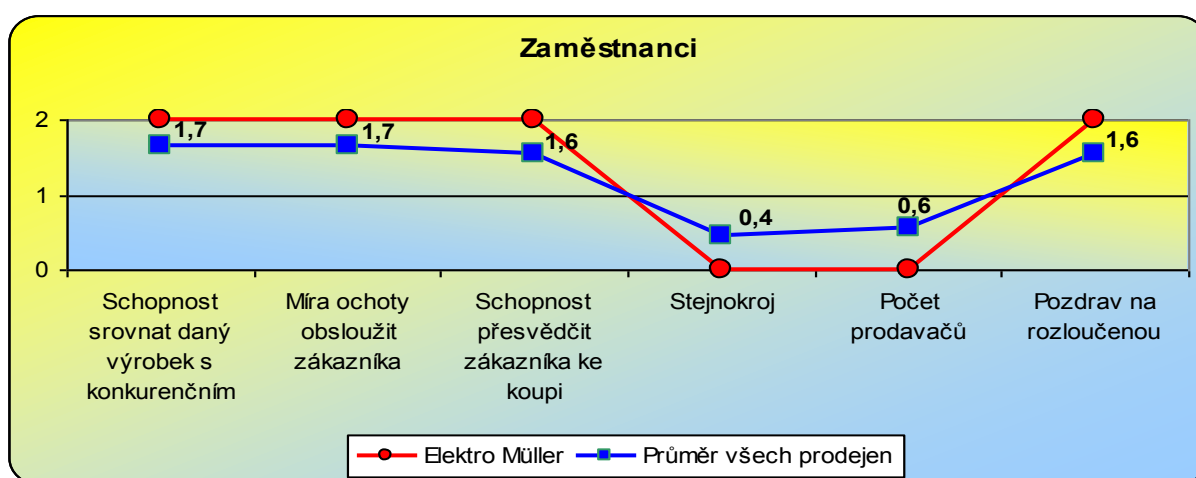 Zaměstnanci
2
1
0
1,7
1,7
1,6
0,4
0,6
1,6
Schopnost
srovnat daný
výrobek s
konkurenčním
Míra ochoty
obsloužit
zákazníka
Schopnost
přesvědčit
zákazníka ke
koupi
Stejnokroj
Počet
prodavačů
Pozdrav na
rozloučenou
Elektro Müller
Průměr všech prodejen